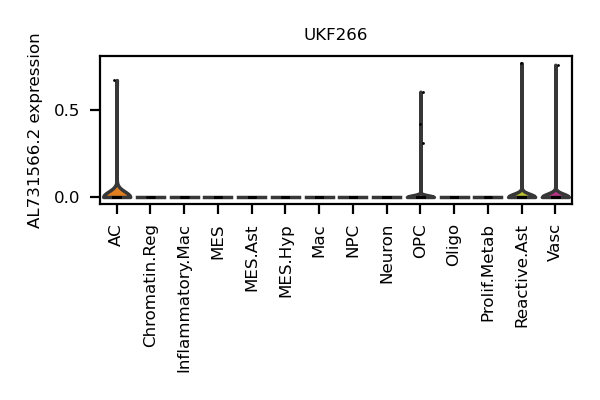 UKF266
AL731566.2 expression
0.5
0.0
AC
Chromatin.Reg
Inflammatory.Mac
MES
MES.Ast
MES.Hyp
Mac
NPC
Neuron
OPC
Oligo
Prolif.Metab
Reactive.Ast
Vasc